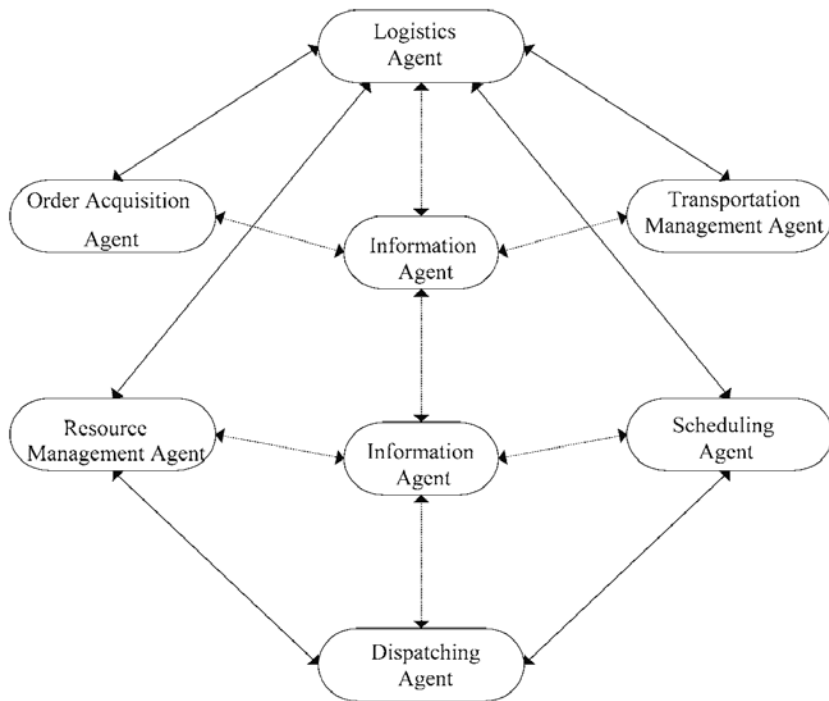 Logistics
Agent
Order Acquisition
Agent
Transportation
Management Agent
Information
Agent
Resource
Management Agent
Information
Agent
Scheduling
Agent
Dispatching
Agent